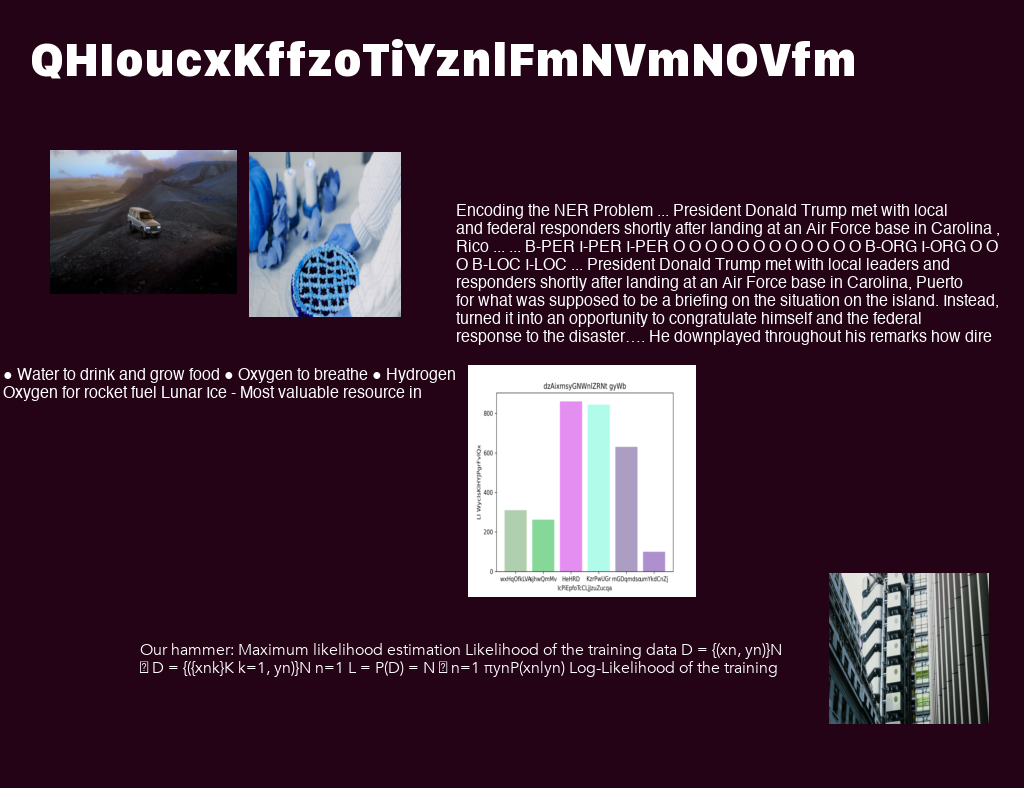 QHIoucxKffzoTiYznlFmNVmNOVfm
Encoding the NER Problem ... President Donald Trump met with local
and federal responders shortly after landing at an Air Force base in Carolina ,
Rico ... ... B-PER I-PER I-PER O O O O O O O O O O O O B-ORG I-ORG O O
O B-LOC I-LOC ... President Donald Trump met with local leaders and
responders shortly after landing at an Air Force base in Carolina, Puerto
for what was supposed to be a briefing on the situation on the island. Instead,
turned it into an opportunity to congratulate himself and the federal
response to the disaster…. He downplayed throughout his remarks how dire
● Water to drink and grow food ● Oxygen to breathe ● Hydrogen
Oxygen for rocket fuel Lunar Ice - Most valuable resource in
dzAixmsyGNWnlZRNt gyWb
800
600
400
200
0
HeHRD KzrPwUGr
Our hammer: Maximum likelihood estimation Likelihood of the training data D = {(xn, yn)}N
D = {({xnk}K k=1, yn)}N n=1 L = P(D) = N n=1 πynP(xn|yn) Log-Likelihood of the training